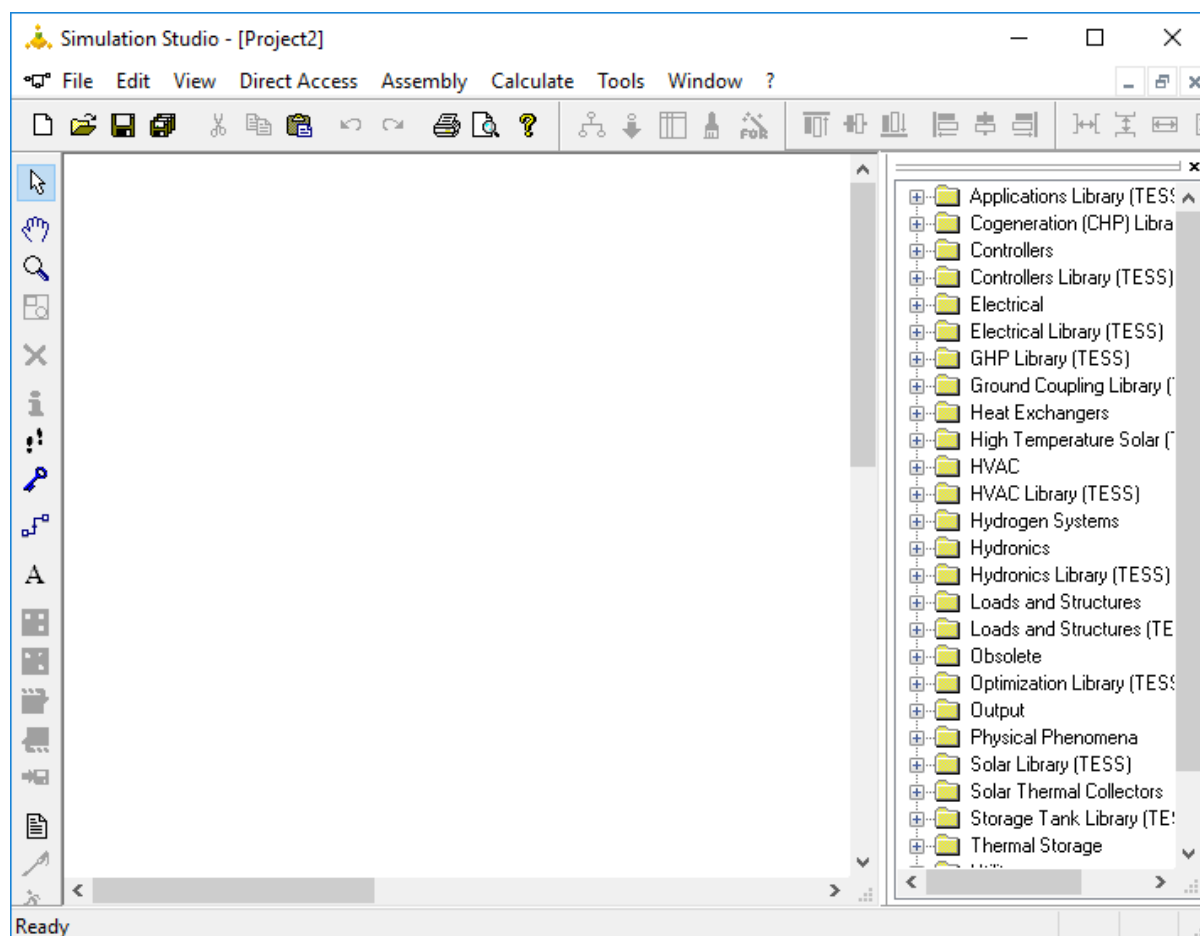 Simulation Studio - [Project2]
File Edit View Direct Access Assembly Calculate Tools Window ?
FOR
Applications Library (TESS
Cogeneration (CHP) Libra
Controllers
Controllers Library (TESS)
Electrical
Electrical Library (TESS)
GHP Library (TESS)
Ground Coupling Library (
Heat Exchangers
High Temperature Solar (
HVAC
HVAC Library (TESS)
Hydrogen Systems
Hydronics
Hydronics Library (TESS)
Loads and Structures
Loads and Structures (TE
Obsolete
Optimization Library (TESS
Output
Physical Phenomena
Solar Library (TESS)
Solar Thermal Collectors
Storage Tank Library (TE
Thermal Storage
A
Ready